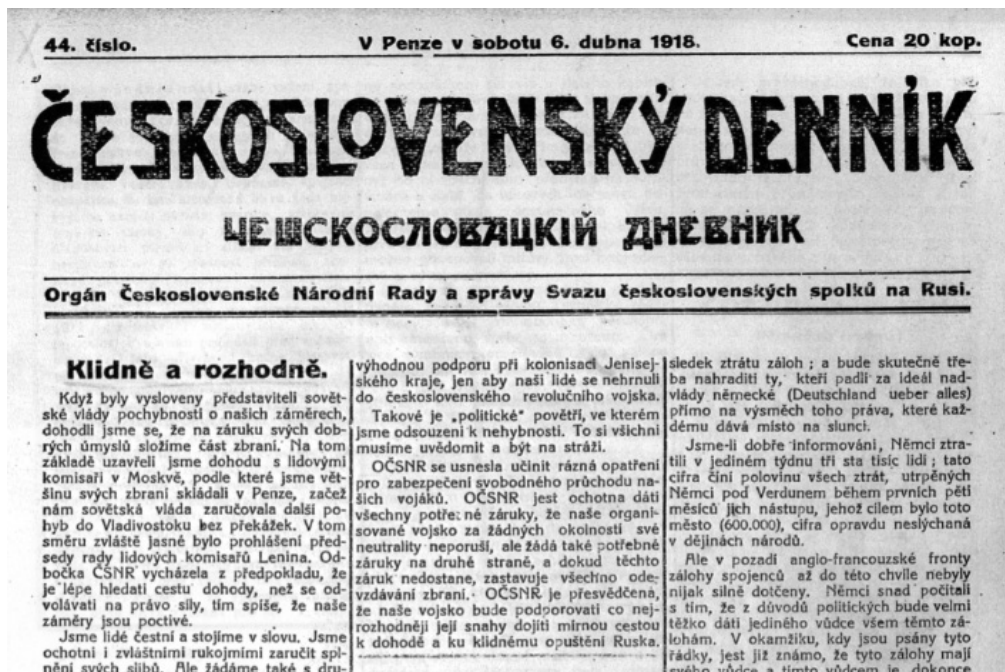 44. číslo.
V Penze v sobotu 6. dubna 1918.
Cena 20 kop.
ČESKOSLOVENSKÝ DENNÍK
ЧЕШСКОСЛОВАЦКІЙ ДНЕВНИК
Orgán Československé Národní Rady a správy Svazu československých spolků na Rusi.
Klidně a rozhodně.
Když byly vysloveny představiteli sovět-
ské vlády pochybnosti o našich záměrech,
dohodli jsme se, že na záruku svých dob-
rých úmyslů složíme část zbraní. Na tom
základě uzavřeli jsme dohodu s lidovými
komisaři v Moskvě, podle které jsme vět-
šinu svých zbraní skládali v Penze, začež
nám sovětská vláda zaručovala další po-
hyb do Vladivostoku bez překážek. V tom
směru zvláště jasné bylo prohlášení před-
sedy rady lidových komisařů Lenina. Od-
bočka ČSNR vycházela z předpokladu, že
je lépe hledati cestu dohody, než se od-
volávati na právo síly, tím spíše, že naše
záměry jsou poctivé.
Jsme lidé čestní a stojíme v slovu. Jsme
ochotni i zvláštními rukojmími zaručit spl-
nění svých slibů. Ale žádáme také s dru-
výhodnou podporu při kolonisaci Jenisej-
ského kraje, jen aby naši lidé se nehrnuli
do československého revolučního vojska.
Takové je „politické" povětří, ve kterém
jsme odsouzeni k nehybnosti. To si všichni
musíme uvědomit a být na stráži.
OČSNR se usnesla učinit rázná opatření
pro zabezpečení svobodného průchodu na-
šich vojáků. OČSNR jest ochotna dáti
všechny potřebné záruky, že naše organi-
sované vojsko za žádných okolností své
neutrality neporuší, ale žádá také potřebné
záruky na druhé straně, a dokud těchto
záruk nedostane, zastavuje všechno ode-
vzdávání zbraní. OČSNR je přesvědčena,
že naše vojsko bude podporovati co nej-
rozhodněji její snahy dojíti mírnou cestou
k dohodě a ku klidnému opuštění Ruska.
sledek ztrátu záloh ; a bude skutečně tře-
ba nahraditi ty, kteří padli za ideál nad-
vlády německé (Deutschland ueber alles)
přímo na výsměch toho práva, které kaž-
dému dává místo na slunci.
Jsme-li dobře informováni, Němci ztra-
tili v jediném týdnu tři sta tisíc lidí ; tato
cifra činí polovinu všech ztrát, utrpěných
Němci pod Verdunem během prvních pěti
měsíců jich nástupu, jehož cílem bylo toto
město (600.000), cifra opravdu neslýchaná
v dějinách národů.
Ale v pozadí anglo-francouzské fronty
zálohy spojenců až do této chvíle nebyly
nijak silně dotčeny. Němci snad počítali
s tím, že z důvodů politických bude velmi
těžko dáti jediného vůdce všem těmto zá-
lohám. V okamžiku, kdy jsou psány tyto
řádky, jest již známo, že tyto zálohy mají
svého vůdce a tímto vůdcem je dokonce